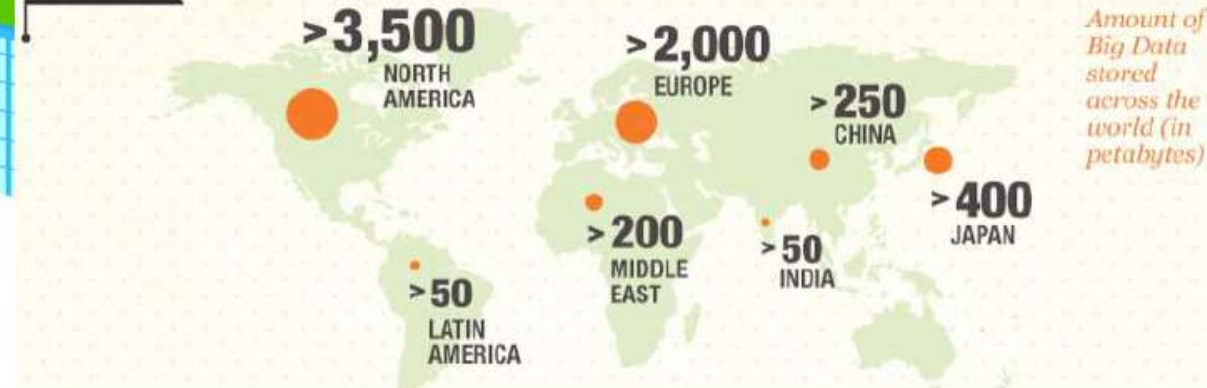 >3,500
NORTH
AMERICA
>2,000
EUROPE
>250
CHINA
>400
JAPAN
>200
MIDDLE
EAST
>50
INDIA
>50
LATIN
AMERICA
Amount of
Big Data
stored
across the
world (in
petabytes)